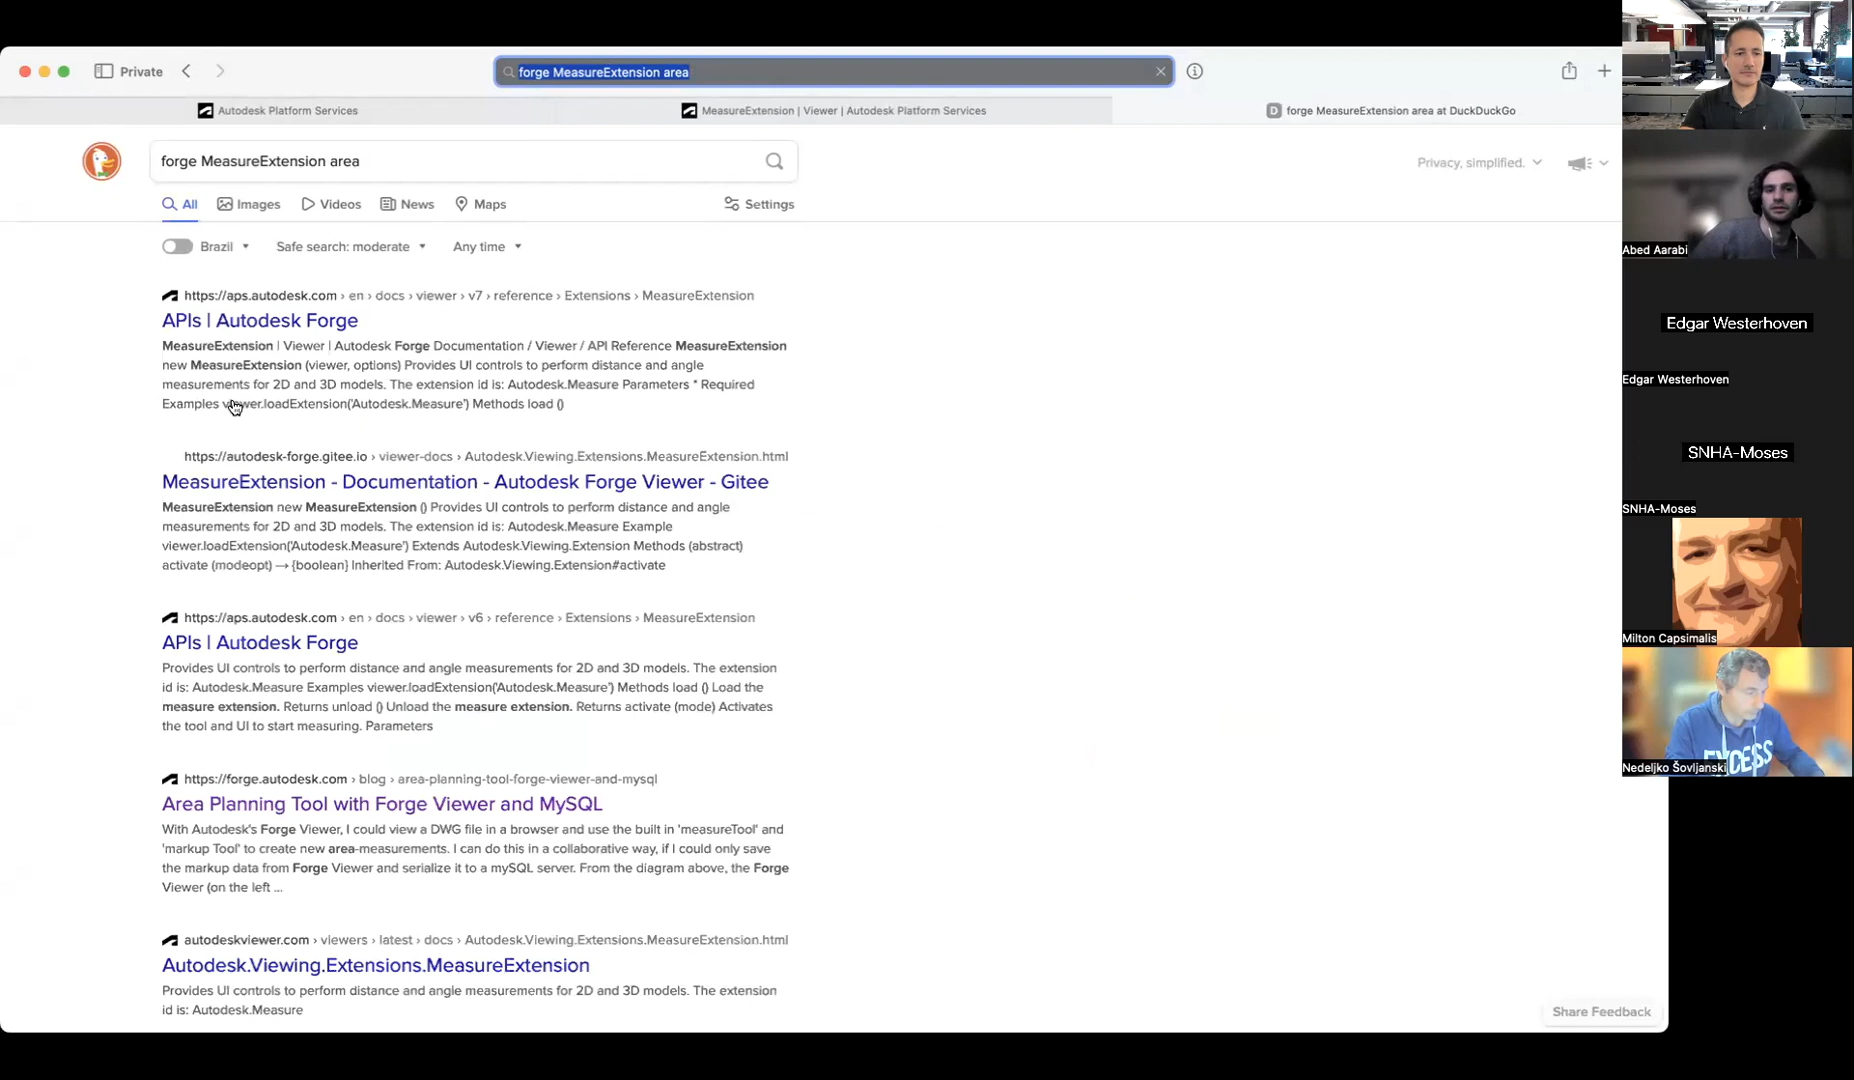 Private
forge MeasureExtension area
Autodesk Platform Services
MeasureExtension | Viewer | Autodesk Platform Services
forge MeasureExtension area at DuckDuckGo
forge MeasureExtension area
Privacy, simplified.
All
Images
Videos
News
Maps
Settings
Brazil
Safe search: moderate
Any time
https://aps.autodesk.com › en › docs › viewer › v7 › reference › Extensions › MeasureExtension
APIs | Autodesk Forge
MeasureExtension | Viewer | Autodesk Forge Documentation / Viewer / API Reference MeasureExtension
new MeasureExtension (viewer, options) Provides UI controls to perform distance and angle
measurements for 2D and 3D models. The extension id is: Autodesk.Measure Parameters * Required
Examples viewer.loadExtension('Autodesk.Measure') Methods load ()
https://autodesk-forge.gitee.io › viewer-docs › Autodesk.Viewing.Extensions.MeasureExtension.html
MeasureExtension - Documentation - Autodesk Forge Viewer - Gitee
MeasureExtension new MeasureExtension () Provides UI controls to perform distance and angle
measurements for 2D and 3D models. The extension id is: Autodesk.Measure Example
viewer.loadExtension('Autodesk.Measure') Extends Autodesk.Viewing.Extension Methods (abstract)
activate (modeopt) → {boolean} Inherited From: Autodesk.Viewing.Extension#activate
https://aps.autodesk.com › en › docs › viewer › v6 › reference › Extensions › MeasureExtension
APIs | Autodesk Forge
Provides UI controls to perform distance and angle measurements for 2D and 3D models. The extension
id is: Autodesk.Measure Examples viewer.loadExtension('Autodesk.Measure') Methods load () Load the
measure extension. Returns unload () Unload the measure extension. Returns activate (mode) Activates
the tool and UI to start measuring. Parameters
https://forge.autodesk.com › blog › area-planning-tool-forge-viewer-and-mysql
Area Planning Tool with Forge Viewer and MySQL
With Autodesk's Forge Viewer, I could view a DWG file in a browser and use the built in 'measureTool' and
'markup Tool' to create new area-measurements. I can do this in a collaborative way, if I could only save
the markup data from Forge Viewer and serialize it to a mySQL server. From the diagram above, the Forge
Viewer (on the left ...
autodeskviewer.com › viewers › latest › docs › Autodesk.Viewing.Extensions.MeasureExtension.html
Autodesk.Viewing.Extensions.MeasureExtension
Provides UI controls to perform distance and angle measurements for 2D and 3D models. The extension
id is: Autodesk.Measure
Share Feedback
Abed Aarabi
Edgar Westerhoven
Edgar Westerhoven
SNHA-Moses
SNHA-Moses
Milton Capsimalis
EXCESS
Nedeljko Šovljanski